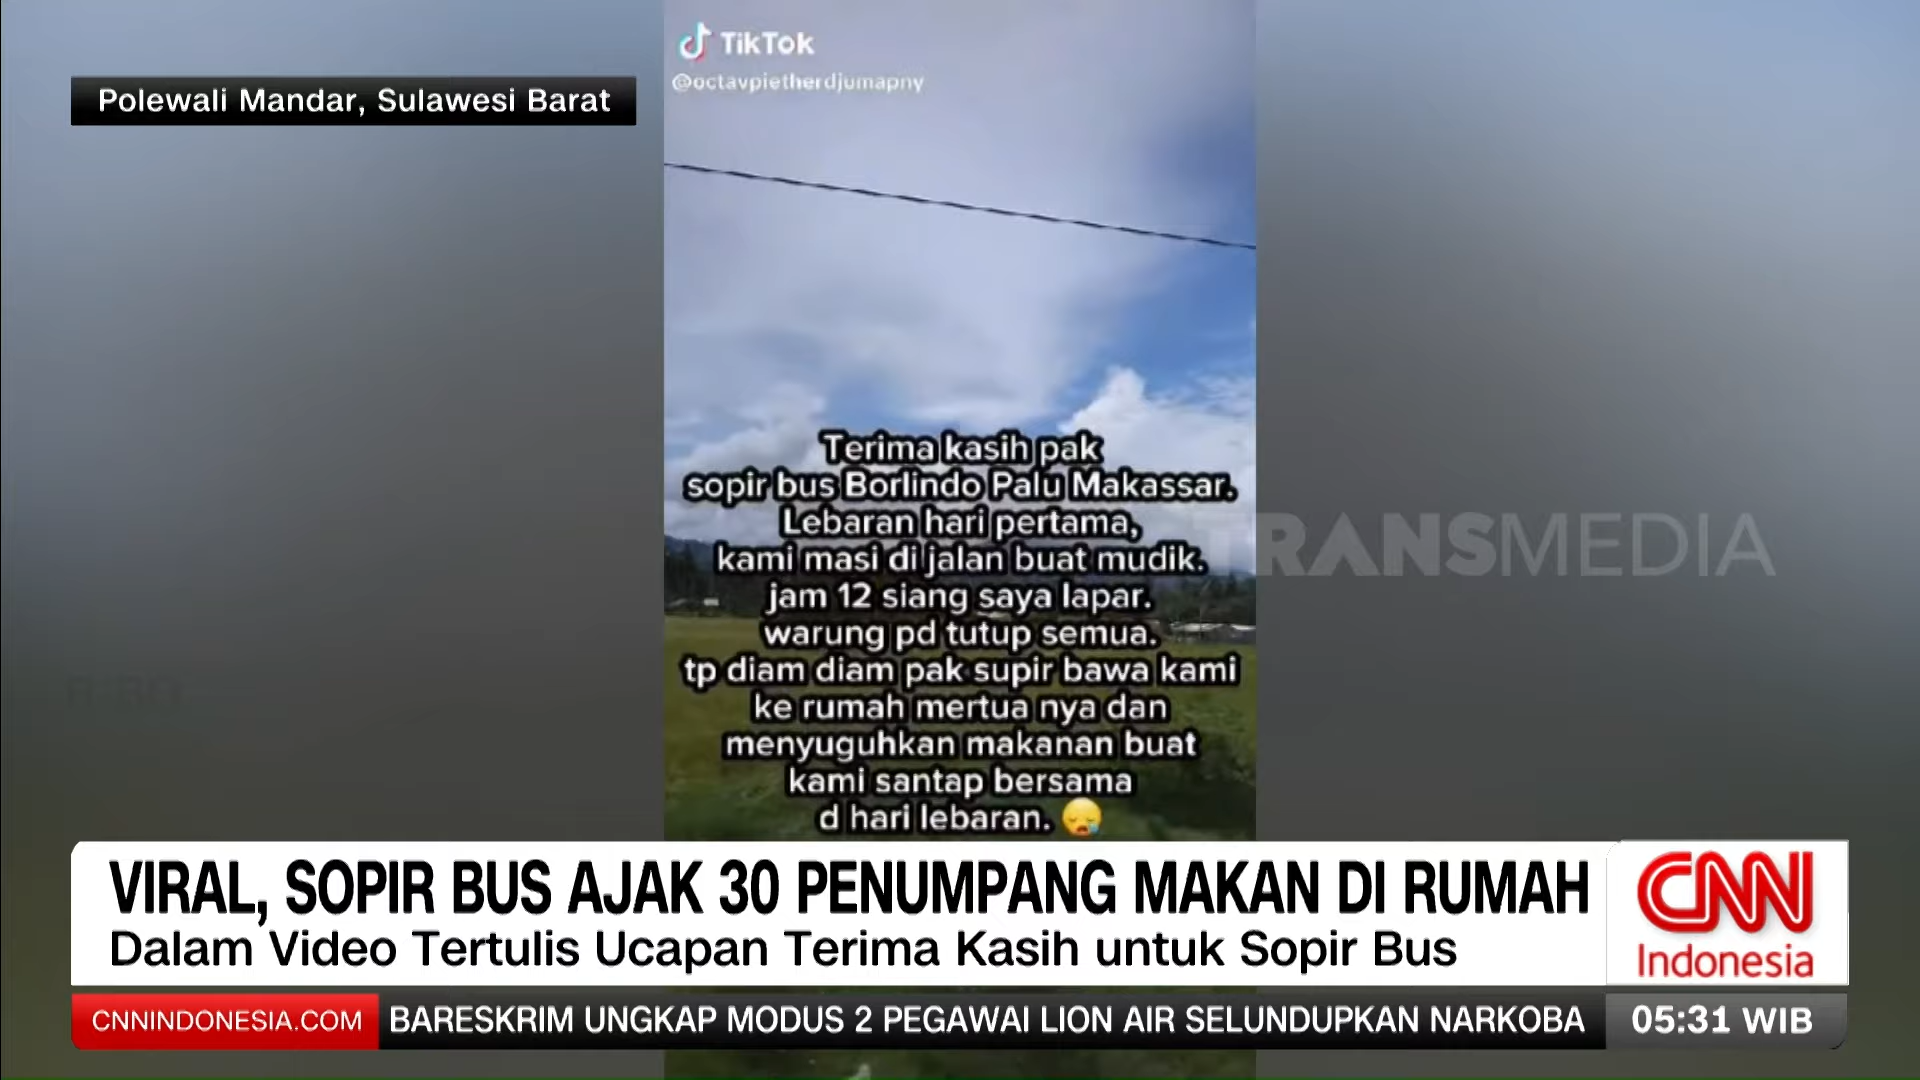 TikTok
@octavpietherdjumapny
Polewali Mandar, Sulawesi Barat
Terima kasih pak
sopir bus Borlindo Palu Makassar.
Lebaran hari pertama,
kami masi di jalan buat mudik.
jam 12 siang saya lapar.
warung pd tutup semua.
tp diam diam pak supir bawa kami
ke rumah mertua nya dan
menyuguhkan makanan buat
kami santap bersama
d hari lebaran.
TRANSMEDIA
VIRAL, SOPIR BUS AJAK 30 PENUMPANG MAKAN DI RUMAH
Dalam Video Tertulis Ucapan Terima Kasih untuk Sopir Bus
CNN
Indonesia
CNNINDONESIA.COM
BARESKRIM UNGKAP MODUS 2 PEGAWAI LION AIR SELUNDUPKAN NARKOBA
05:31 WIB